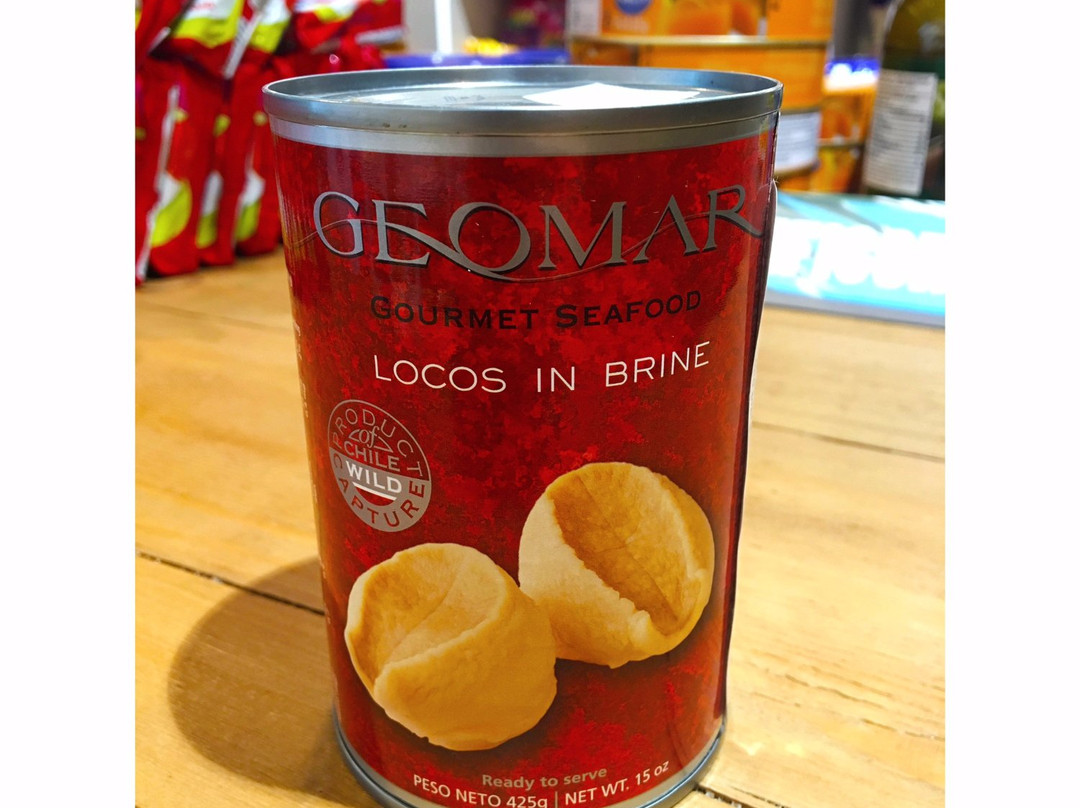 GEOMAR
GOURMET SEAFOOD
LOCOS IN BRINE
PRODUCT
of
CHILE
WILD
CAPTURE
Ready to serve
PESO NETO 425g | NET WT. 15 oz